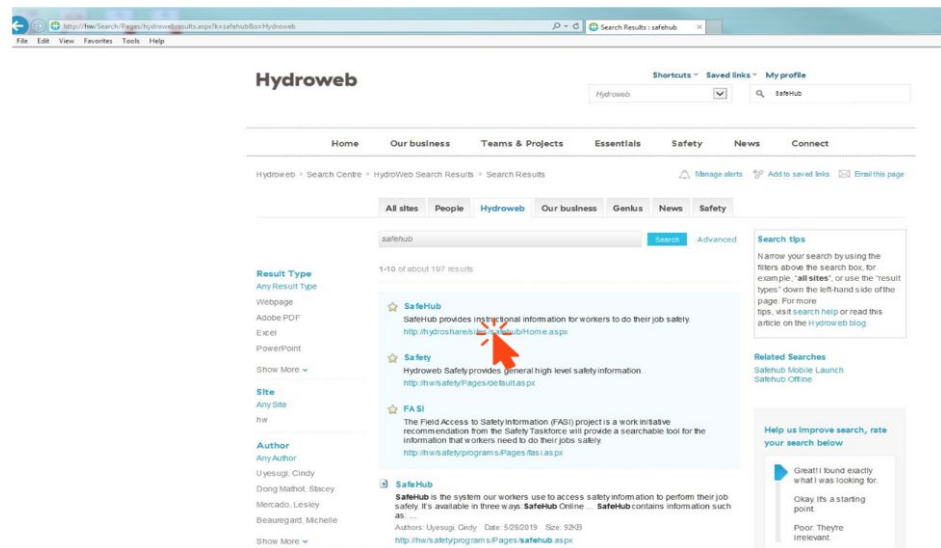 http://hw/Search/Pages/hydrowebresults.aspx?k=safehub&s=Hydroweb
Search Results : safehub
File Edit View Favorites Tools Help
Hydroweb
Shortcuts Saved links My profile
Hydroweb
SafeHub
Home Our business Teams & Projects Essentials Safety News Connect
Hydroweb Search Centre HydroWeb Search Results Search Results
Manage alerts Add to saved links Email this page
All sites People Hydroweb Our business Genius News Safety
safehub
Search Advanced
1-10 of about 197 results
Result Type
Any Result Type
Webpage
Adobe PDF
Excel
PowerPoint
Show More
Site
Any Site
hw
Author
Any Author
Uyesugi, Cindy
Dong Mathot, Stacey
Mercado, Lesley
Beauregard, Michelle
Show More
SafeHub
SafeHub provides instructional information for workers to do their job safely.
http://hydroshare/sites/safehub/Home.aspx
Safety
Hydroweb Safety provides general high level safety information.
http://hw/safety/Pages/default.aspx
FASI
The Field Access to Safety Information (FASI) project is a work initiative
recommendation from the Safety Taskforce will provide a searchable tool for the
information that workers need to do their jobs safely.
http://hw/safety/programs/Pages/fasi.aspx
SafeHub
SafeHub is the system our workers use to access safety information to perform their job
safely. It's available in three ways: SafeHub Online ... SafeHub contains information such
as: ...
Authors: Uyesugi, Cindy Date: 5/28/2019 Size: 92KB
http://hw/safety/programs/Pages/safehub.aspx
Search tips
Narrow your search by using the
filters above the search box, for
example, "all sites", or use the "result
types" down the left-hand side of the
page. For more
tips, visit search help or read this
article on the Hydroweb blog.
Related Searches
Safehub Mobile Launch
Safehub Offline
Help us improve search, rate
your search below
Great! I found exactly
what I was looking for.
Okay. It's a starting
point.
Poor. They're
irrelevant.